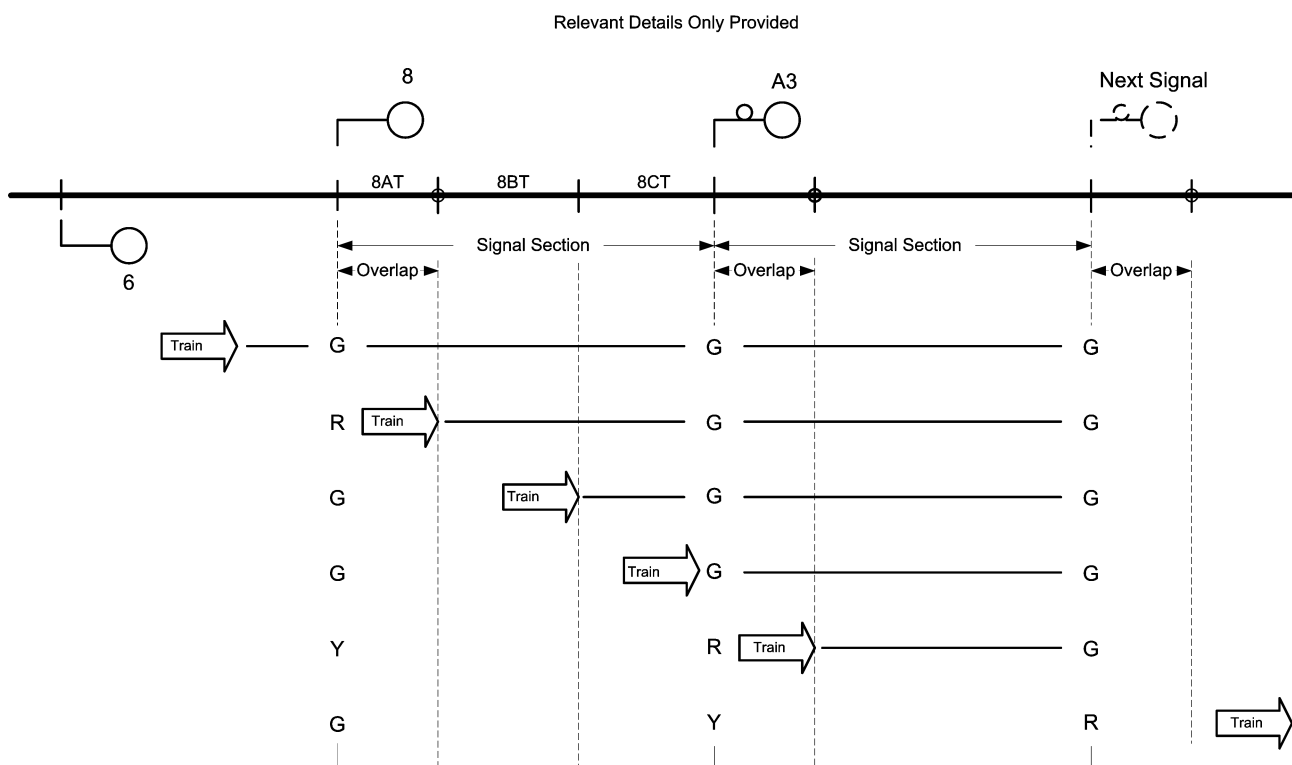 Relevant Details Only Provided
8
A3
Next Signal
8AT
8BT
8CT
Signal Section
Signal Section
6
Overlap
Overlap
Overlap
Train
G
G
G
R
Train
G
G
G
Train
G
G
G
Train
G
G
Y
R
Train
G
G
Y
R
Train